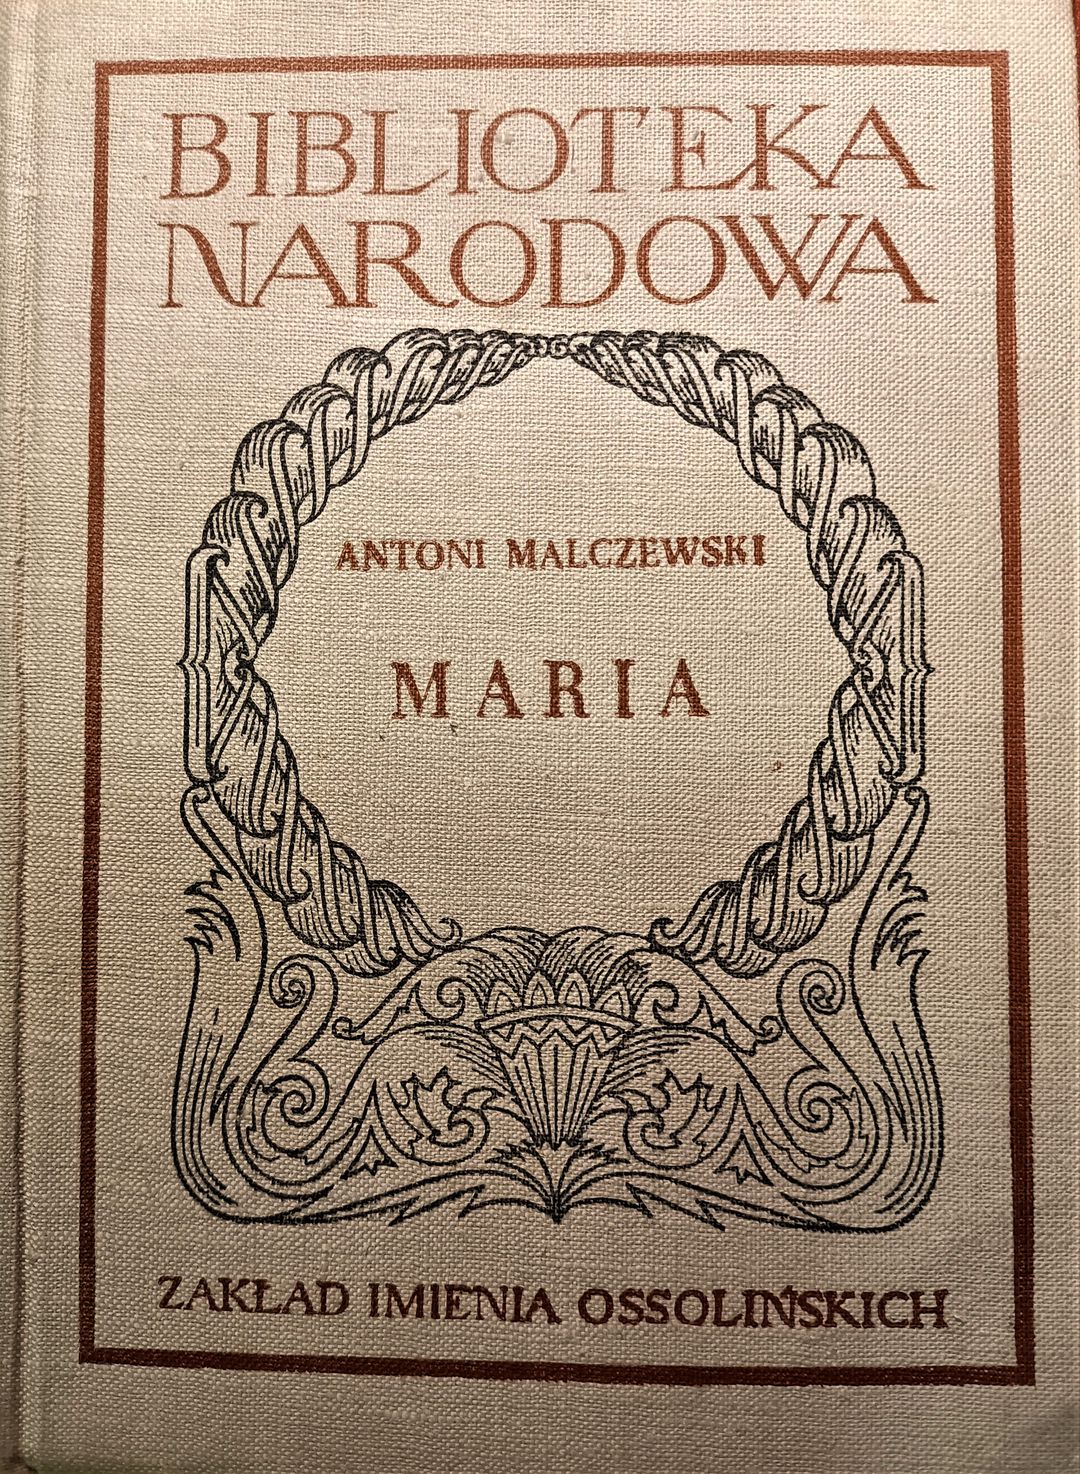 BIBLIOTEKA
NARODOWA
ANTONI MALCZEWSKI
MARIA
ZAKŁAD IMIENIA OSSOLIŃSKICH